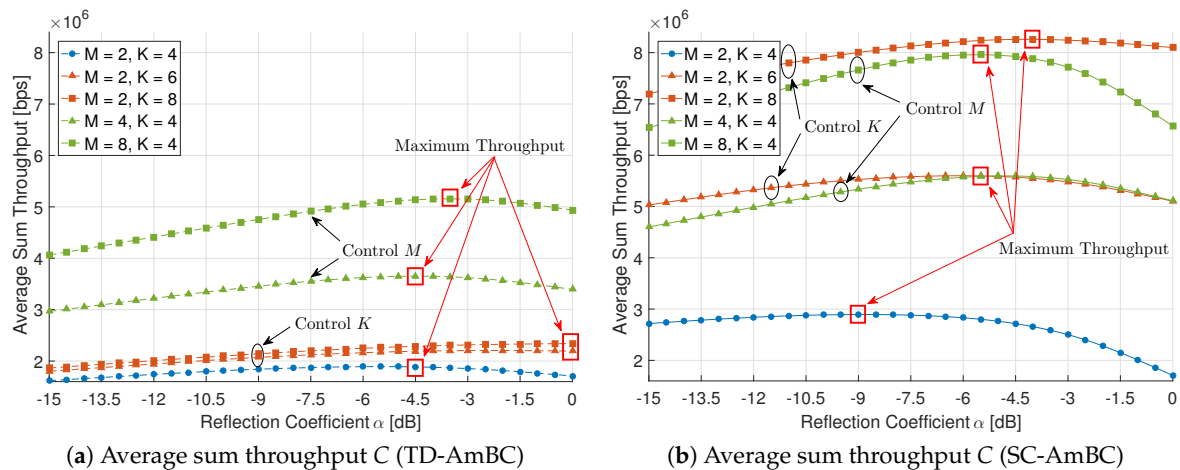 ×10⁶
M = 2, K = 4
M = 2, K = 6
M = 2, K = 8
M = 4, K = 4
M = 8, K = 4
Maximum Throughput
Control M
Control K
8
7
6
5
4
3
2
Average Sum Throughput [bps]
-15 -13.5 -12 -10.5 -9 -7.5 -6 -4.5 -3 -1.5 0
Reflection Coefficient α [dB]
(a) Average sum throughput C (TD-AmBC)
×10⁶
M = 2, K = 4
M = 2, K = 6
M = 2, K = 8
M = 4, K = 4
M = 8, K = 4
Control M
Control K
Maximum Throughput
8
7
6
5
4
3
2
Average Sum Throughput [bps]
-15 -13.5 -12 -10.5 -9 -7.5 -6 -4.5 -3 -1.5 0
Reflection Coefficient α [dB]
(b) Average sum throughput C (SC-AmBC)